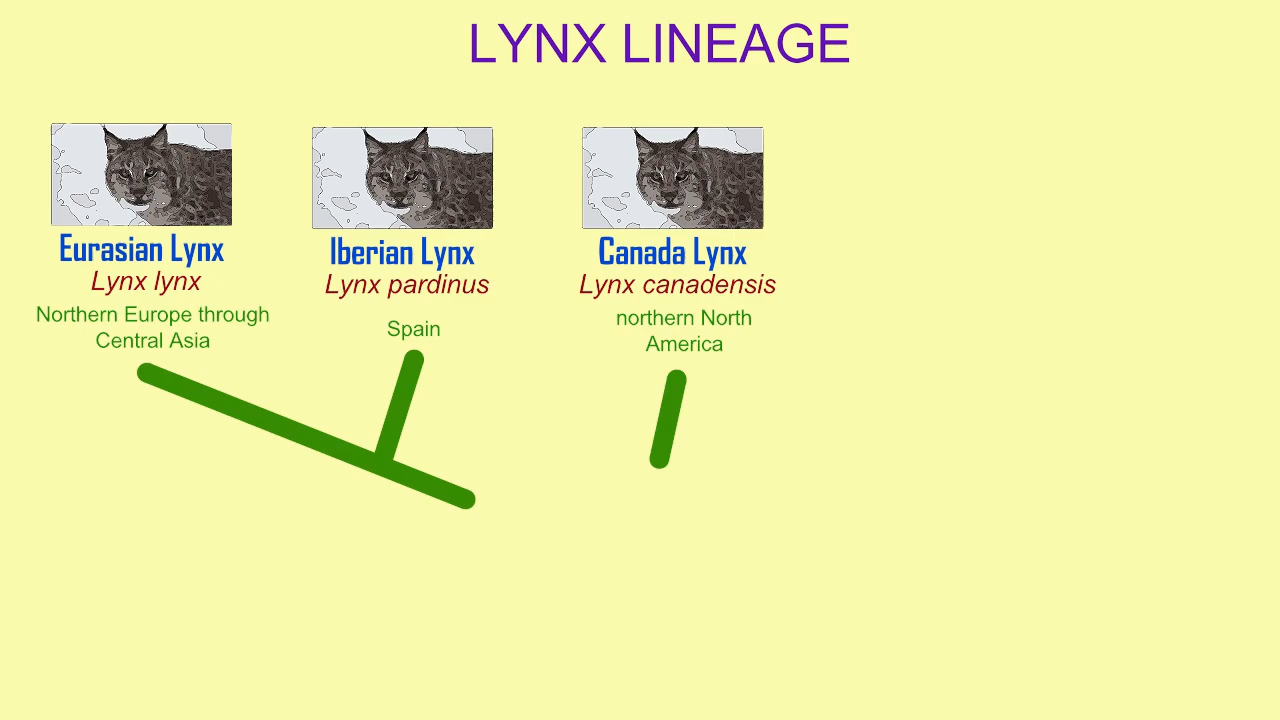 LYNX LINEAGE
Eurasian Lynx
Lynx lynx
Northern Europe through
Central Asia
Iberian Lynx
Lynx pardinus
Spain
Canada Lynx
Lynx canadensis
northern North
America